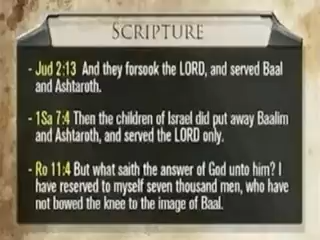 SCRIPTURE
- Jud 2:13 And they forsook the LORD, and served Baal
and Ashtaroth.
- 1Sa 7:4 Then the children of Israel did put away Baalim
and Ashtaroth, and served the LORD only.
- Ro 11:4 But what saith the answer of God unto him? I
have reserved to myself seven thousand men, who have
not bowed the knee to the image of Baal.